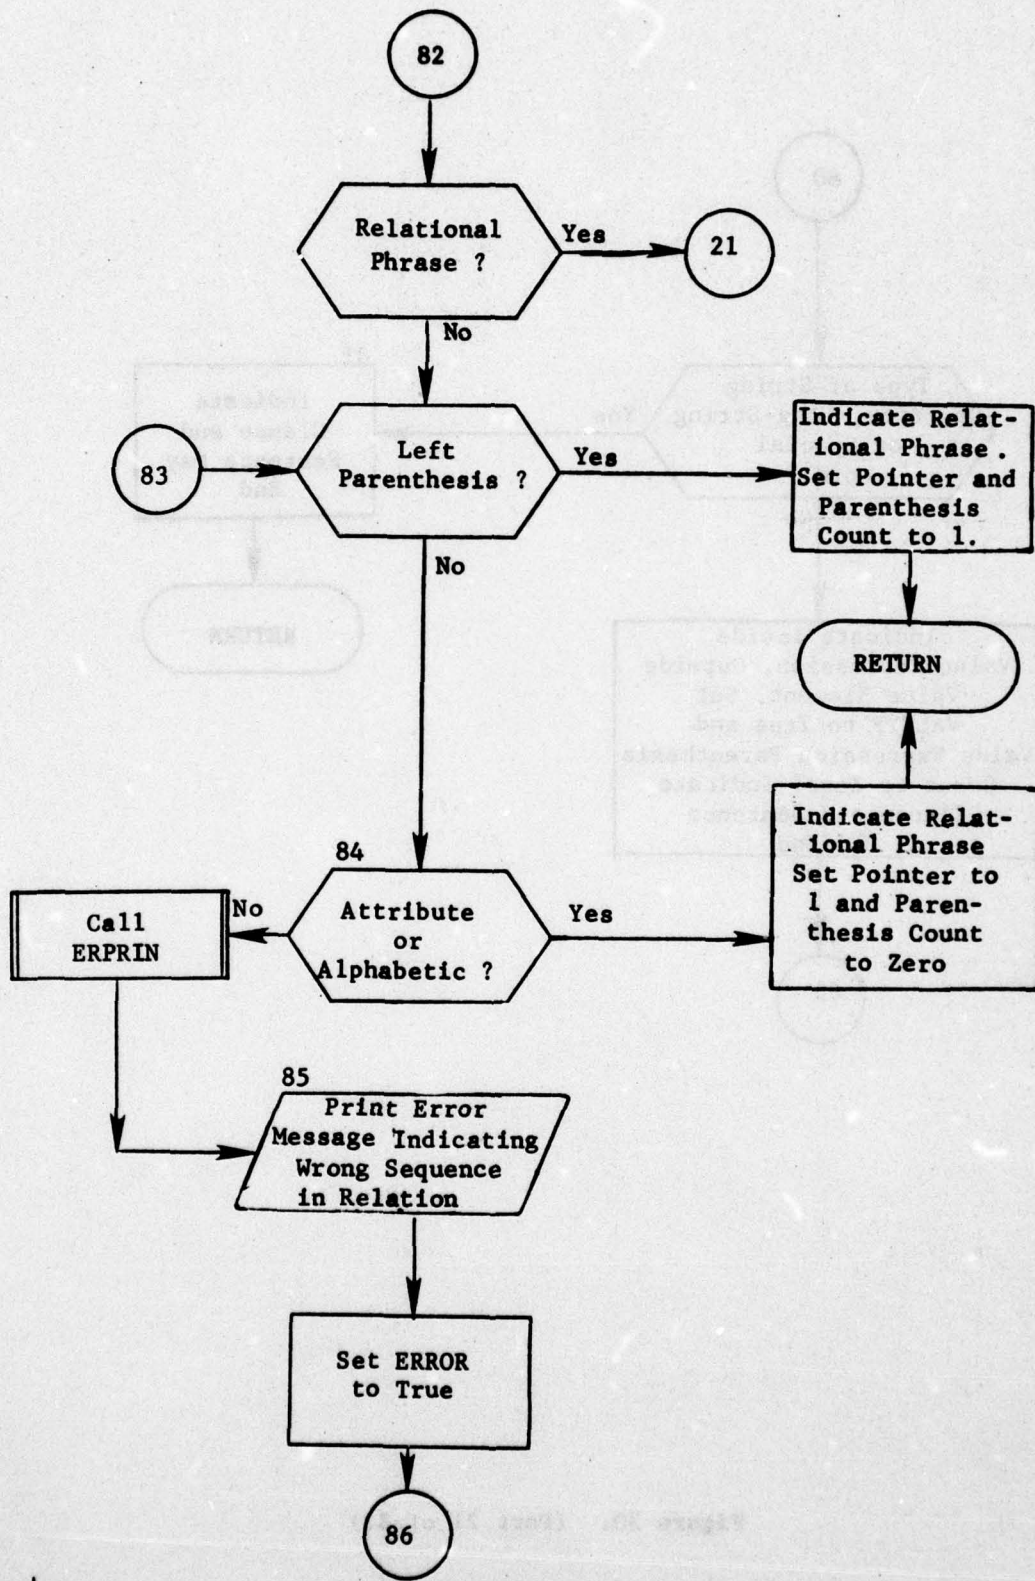 82
Relational
Phrase ?
Yes
21
No
83
Left
Parenthesis ?
Yes
Indicate Relat-
ional Phrase.
Set Pointer and
Parenthesis
Count to 1.
No
RETURN
84
Attribute
or
Alphabetic ?
No
Yes
Call
ERPRIN
Indicate Relat-
ional Phrase
Set Pointer to
1 and Paren-
thesis Count
to Zero
85
Print Error
Message Indicating
Wrong Sequence
in Relation
Set ERROR
to True
86